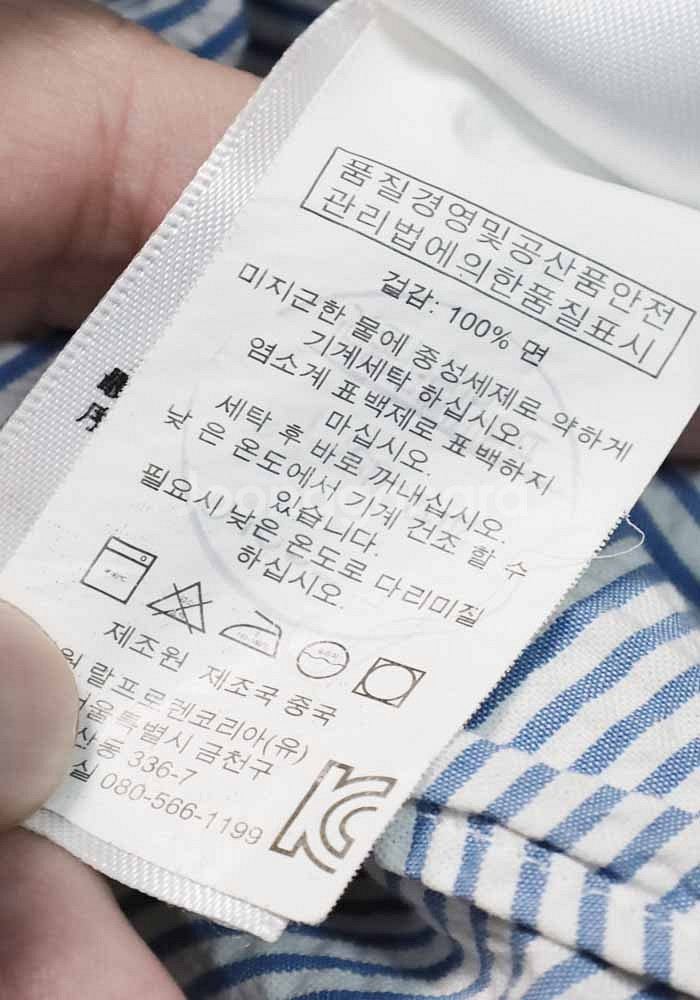 품질경영및공산품안전
관리법에의한품질표시
겉감: 100% 면
미지근한 물에 중성세제로 약하게
기계세탁 하십시오.
염소계 표백제로 표백하지
마십시오.
세탁 후 바로 꺼내십시오.
낮은 온도에서 기계 건조 할 수
있습니다.
필요시 낮은 온도로 다리미질
하십시오.
제조원 제조국 중국
랄프로렌코리아(유)
서울특별시 금천구
336-7
실 080-566-1199
KC